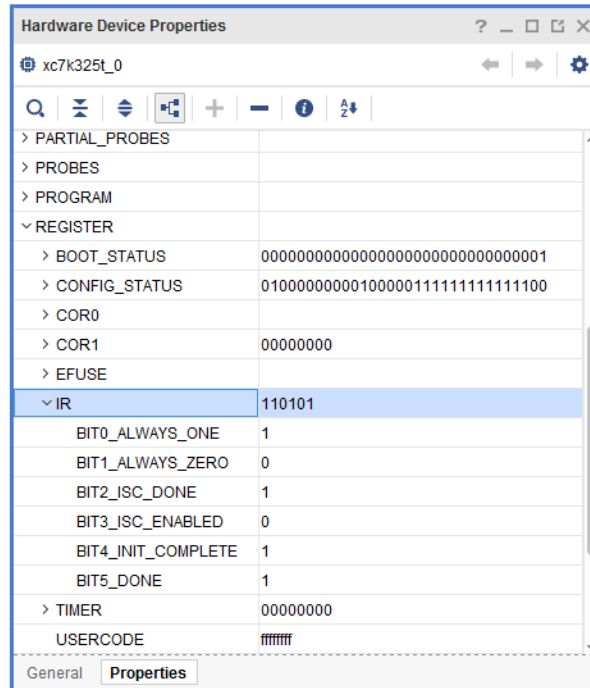 Hardware Device Properties
xc7k325t_0
PARTIAL_PROBES
PROBES
PROGRAM
REGISTER
BOOT_STATUS 00000000000000000000000000000001
CONFIG_STATUS 01000000000100000111111111111100
COR0
COR1 00000000
EFUSE
IR 110101
BIT0_ALWAYS_ONE 1
BIT1_ALWAYS_ZERO 0
BIT2_ISC_DONE 1
BIT3_ISC_ENABLED 0
BIT4_INIT_COMPLETE 1
BIT5_DONE 1
TIMER 00000000
USERCODE ffffffff
General Properties